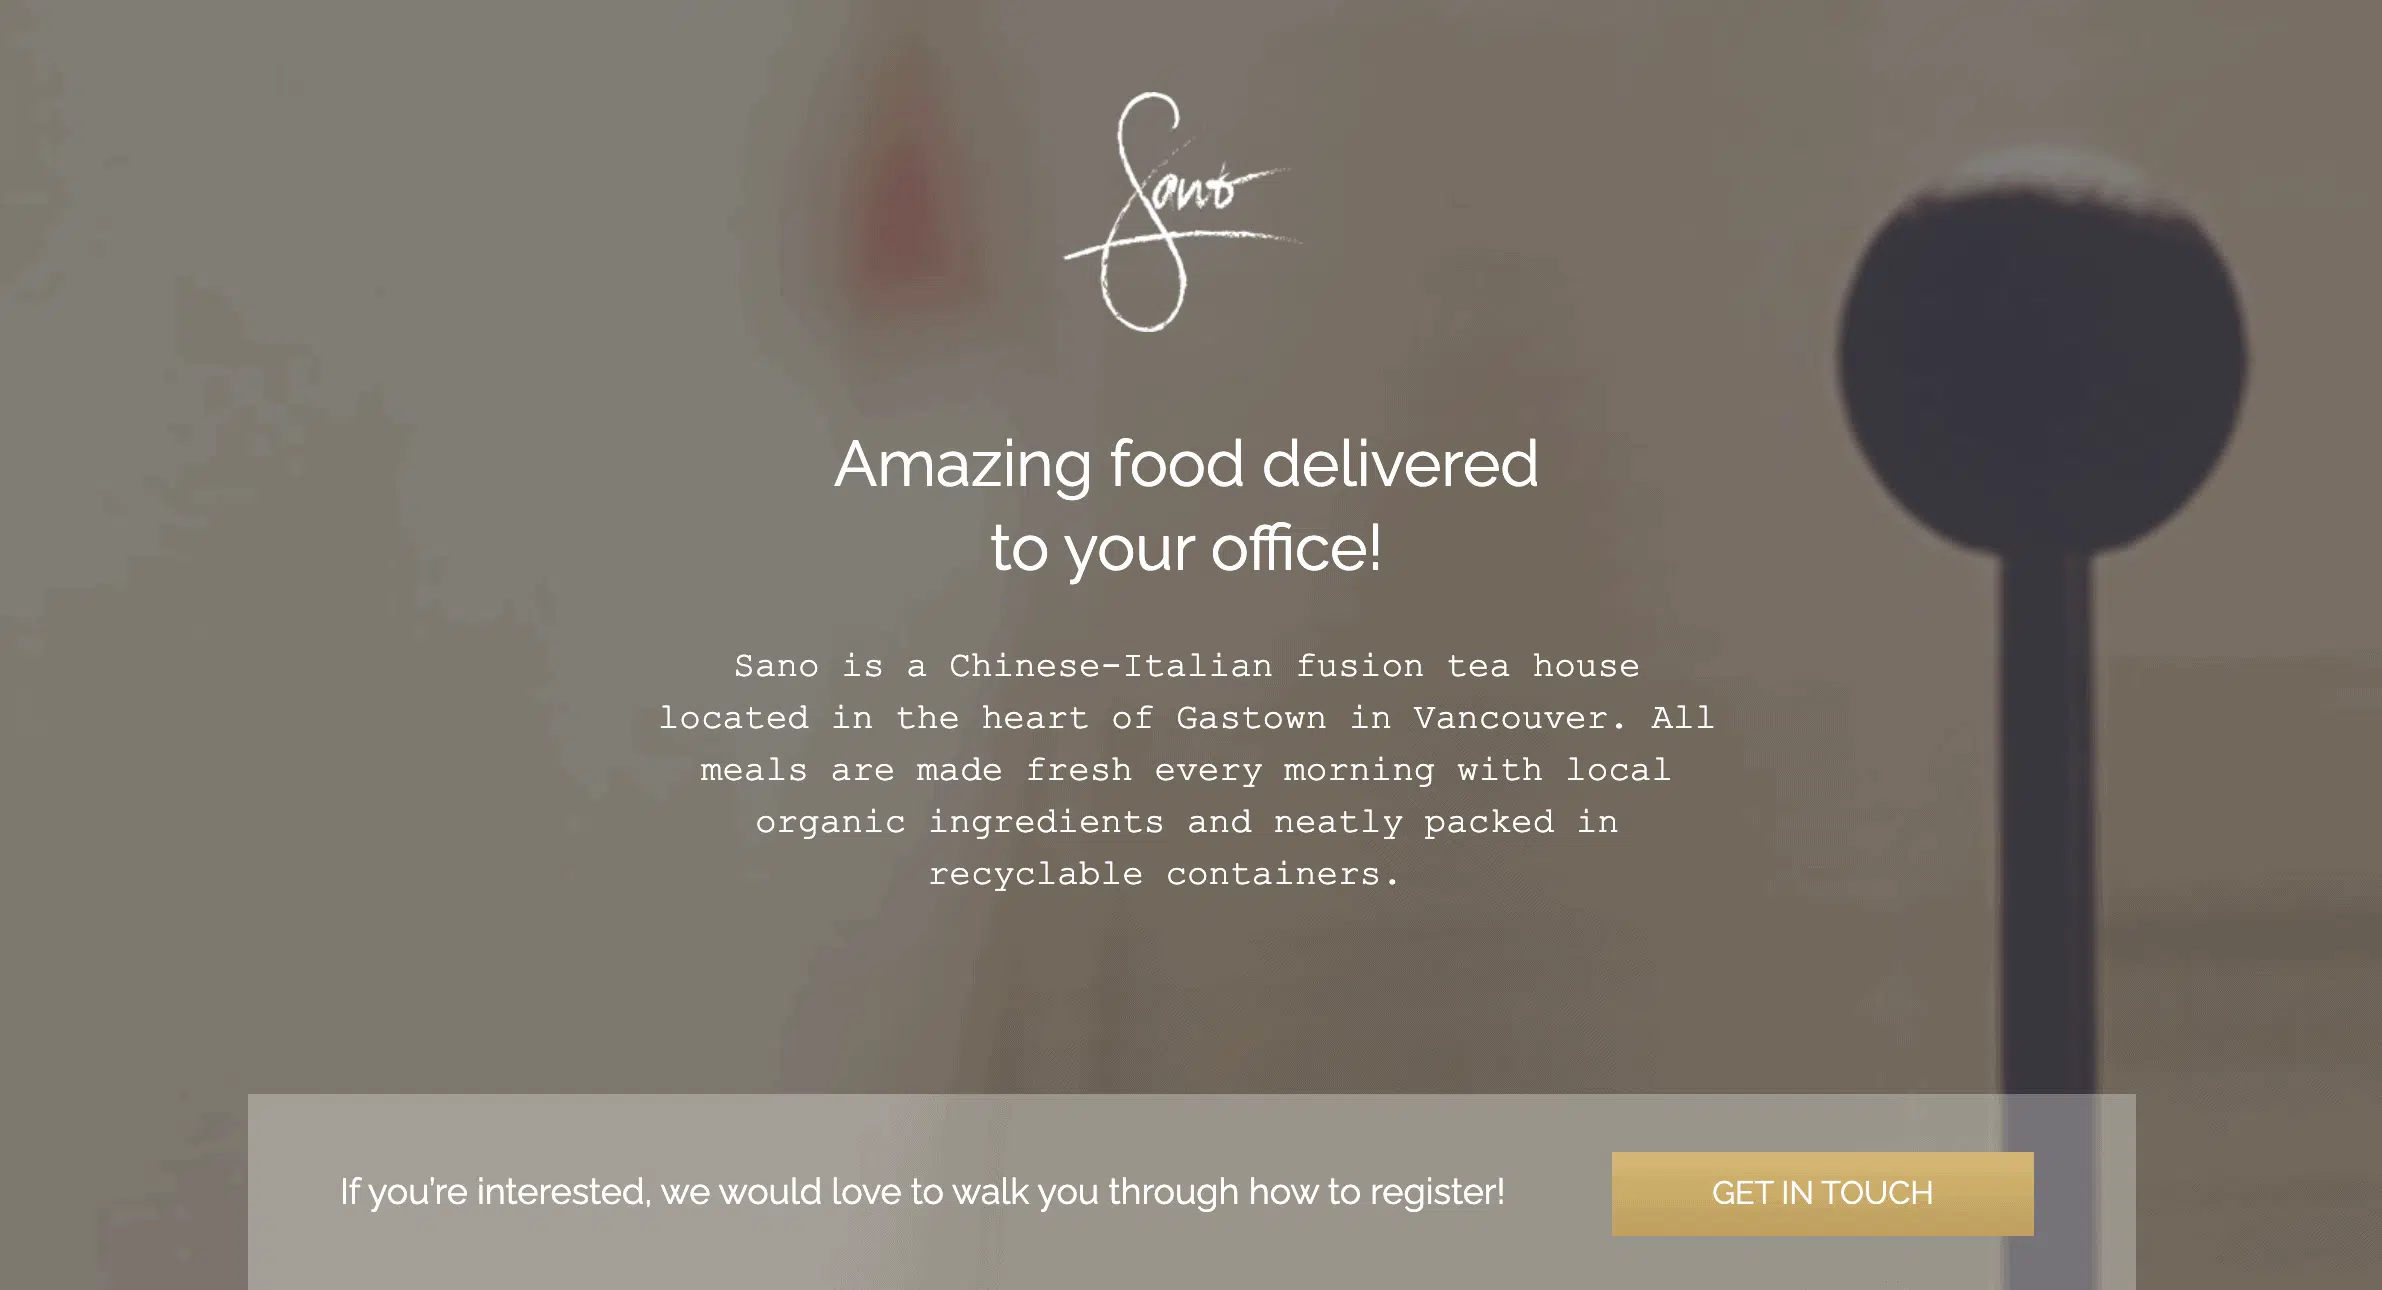 Sano
Amazing food delivered
to your office!
Sano is a Chinese-Italian fusion tea house
located in the heart of Gastown in Vancouver. All
meals are made fresh every morning with local
organic ingredients and neatly packed in
recyclable containers.
If you’re interested, we would love to walk you through how to register!
GET IN TOUCH